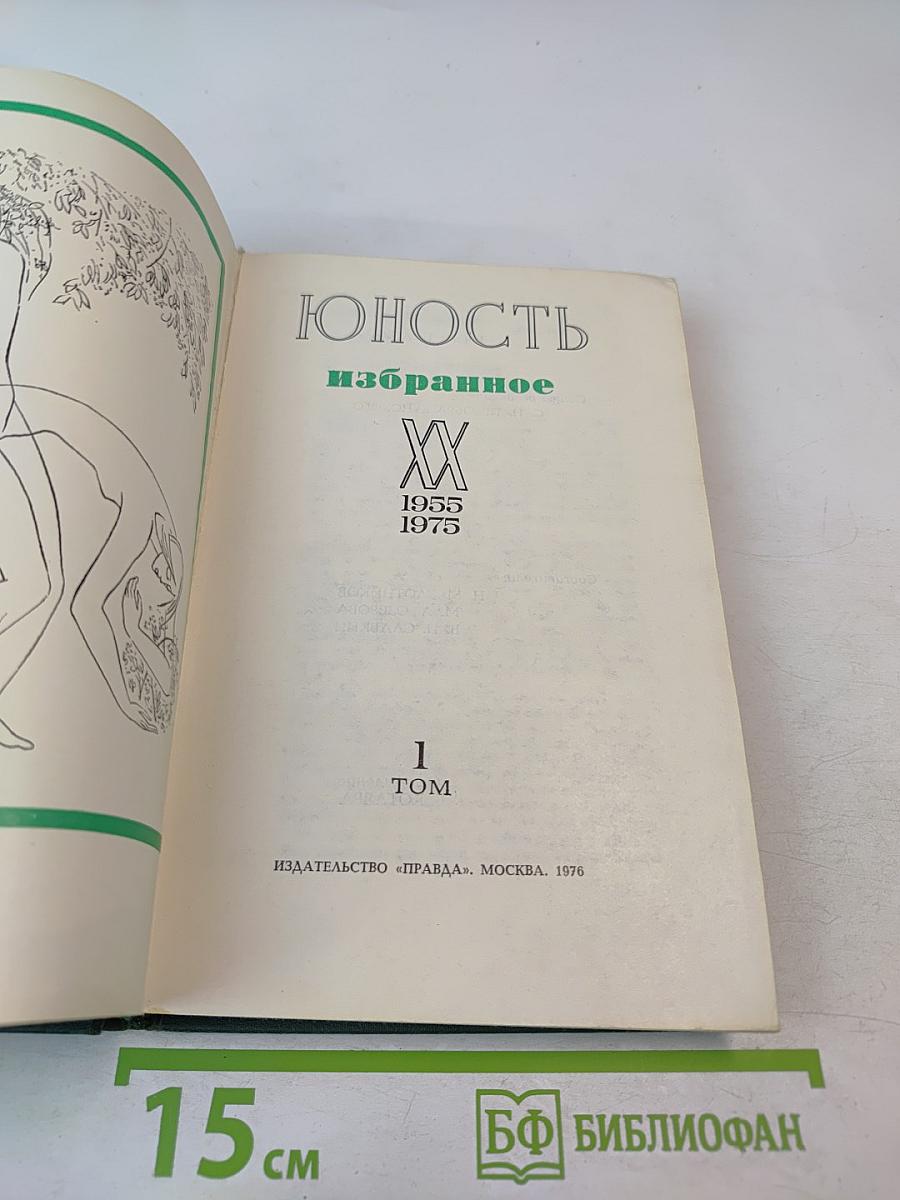 ЮНОСТЬ
избранное
XX
1955
1975
1
ТОМ
ИЗДАТЕЛЬСТВО «ПРАВДА». МОСКВА. 1976
15 см
БФ БИБЛИОФАН